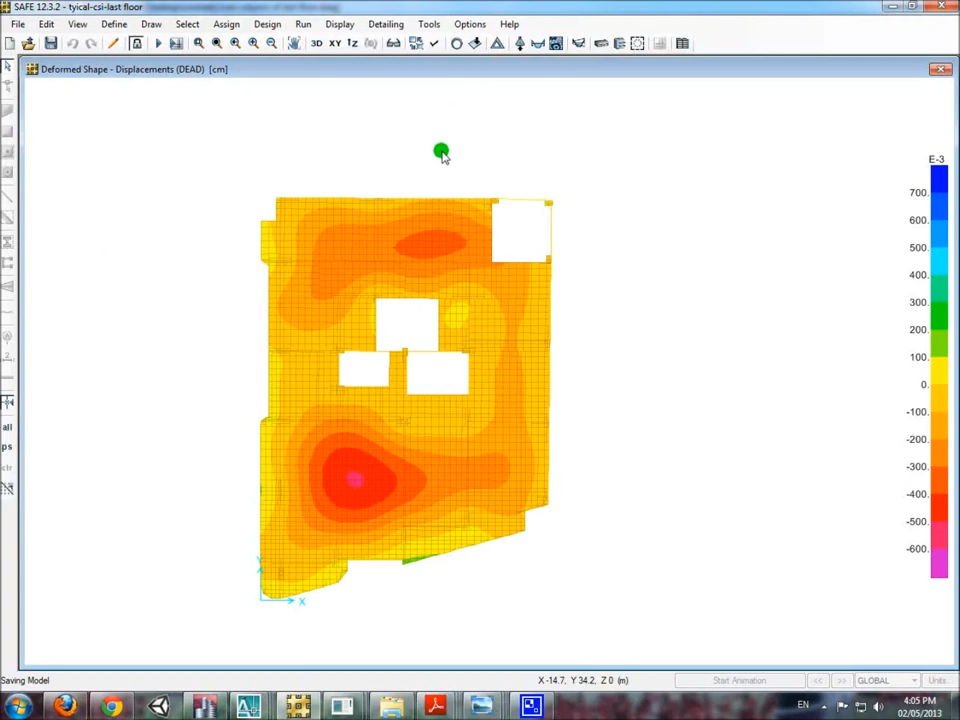 SAFE 12.3.2 - tyical-csi-last floor
File Edit View Define Draw Select Assign Design Run Display Detailing Tools Options Help
3D XY
Deformed Shape - Displacements (DEAD) [cm]
E-3
700.
600.
500.
400.
300.
200.
100.
0.
-100.
-200.
-300.
-400.
-500.
-600.
all
ps
clr
Y
X
Saving Model
X -14.7, Y 34.2, Z 0 (m)
Start Animation
<< >>
GLOBAL
Units...
EN
4:05 PM
02/05/2013